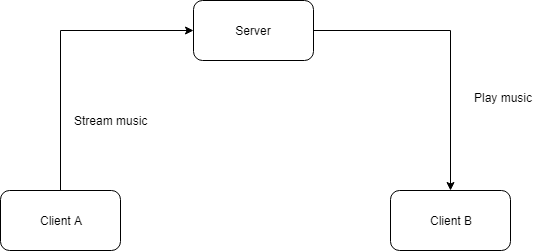 Server
Stream music
Play music
Client A
Client B